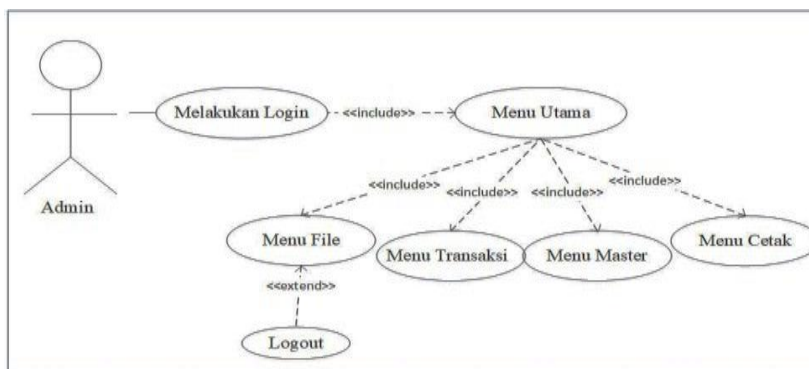 Melakukan Login
<<include>>
Menu Utama
Admin
<<include>>
<<include>>
<<include>>
<<include>>
Menu File
Menu Transaksi
Menu Master
Menu Cetak
<<extend>>
Logout